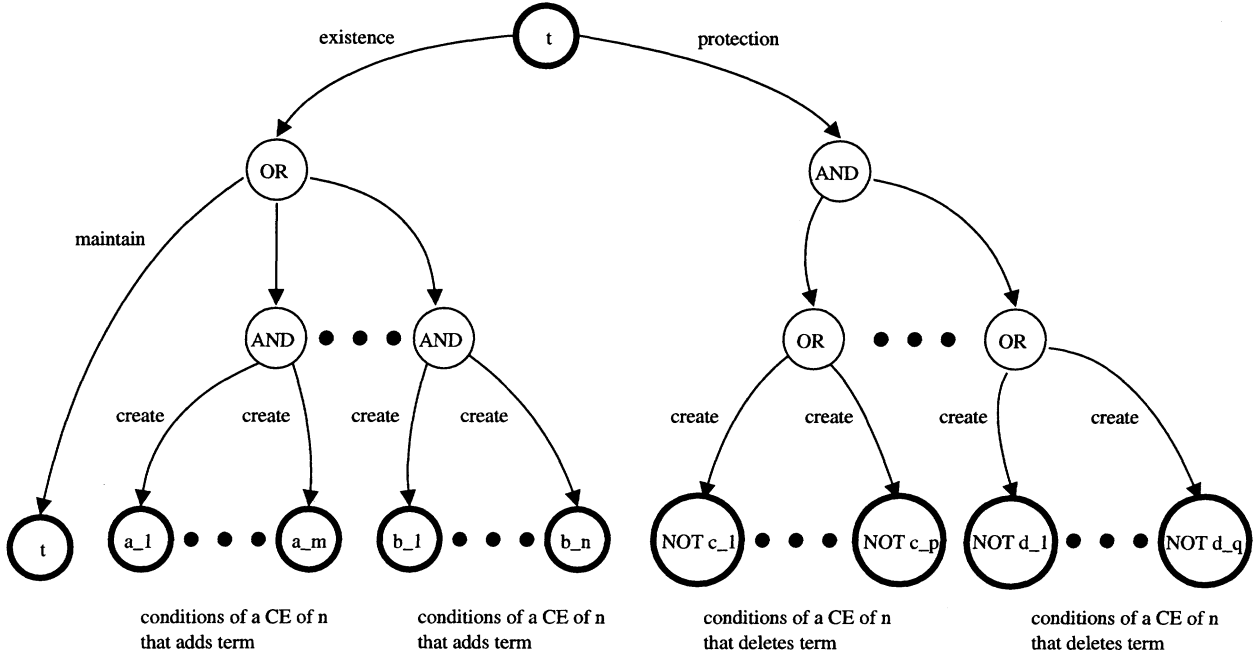 t
existence
protection
OR
AND
maintain
AND
AND
OR
OR
create
create
create
create
create
create
create
create
t
a_1
a_m
b_1
b_n
NOT c_1
NOT c_p
NOT d_1
NOT d_q
conditions of a CE of n
that adds term
conditions of a CE of n
that adds term
conditions of a CE of n
that deletes term
conditions of a CE of n
that deletes term